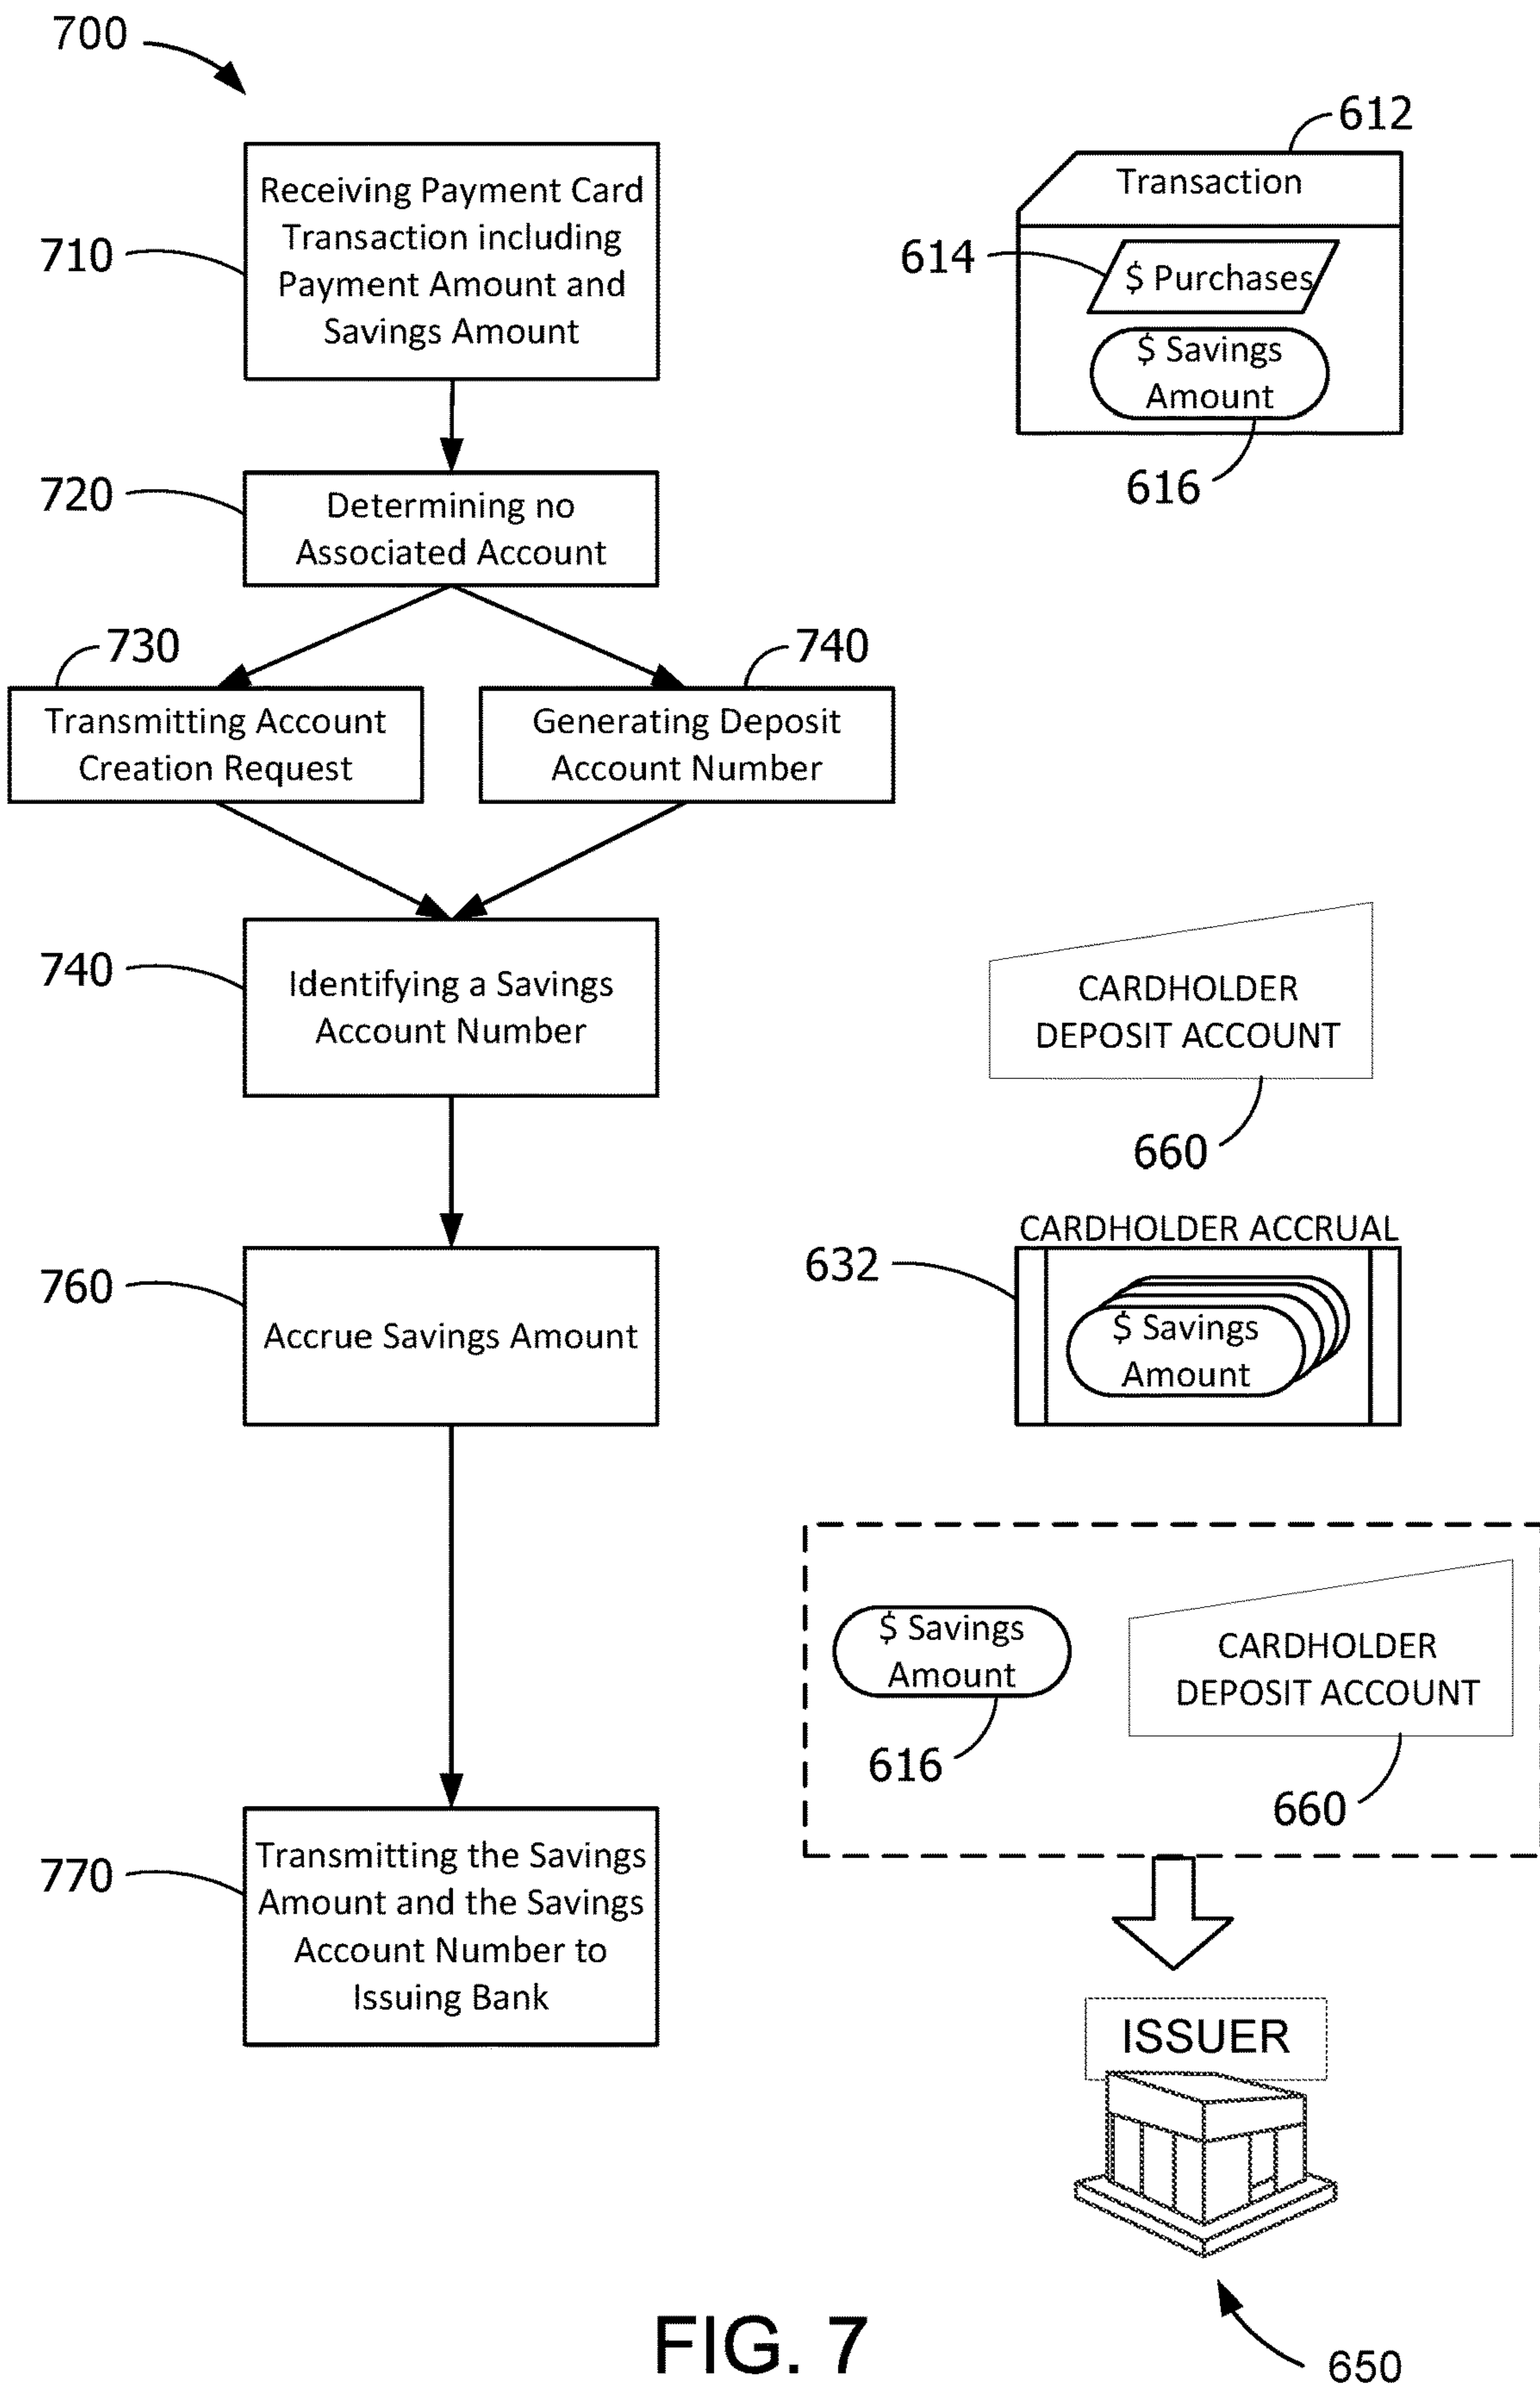 700
612
Receiving Payment Card
Transaction including
Payment Amount and
Savings Amount
710
Transaction
614
$ Purchases
$ Savings
Amount
616
720
Determining no
Associated Account
730
740
Transmitting Account
Creation Request
Generating Deposit
Account Number
740
Identifying a Savings
Account Number
CARDHOLDER
DEPOSIT ACCOUNT
660
CARDHOLDER ACCRUAL
632
760
Accrue Savings Amount
$ Savings
Amount
$ Savings
Amount
616
CARDHOLDER
DEPOSIT ACCOUNT
660
770
Transmitting the Savings
Amount and the Savings
Account Number to
Issuing Bank
ISSUER
650
FIG. 7